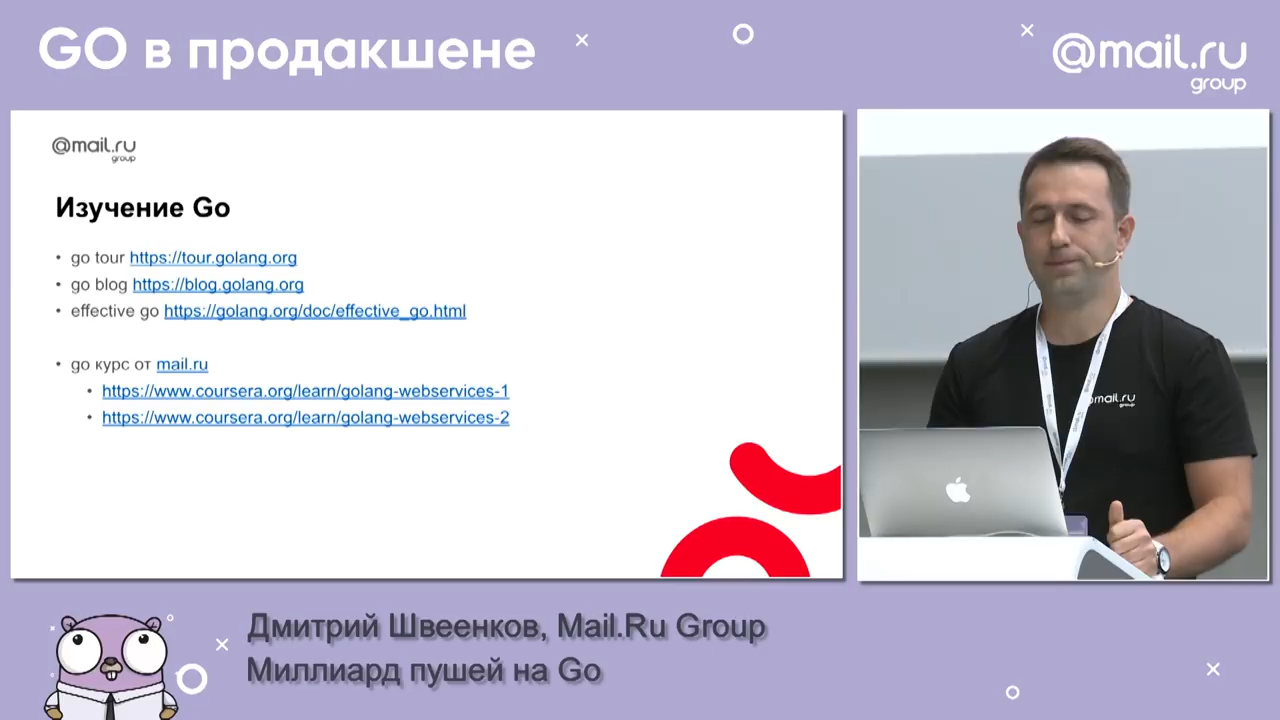 GO в продакшене
@mail.ru
group
@mail.ru
group
Изучение Go
• go tour https://tour.golang.org
• go blog https://blog.golang.org
• effective go https://golang.org/doc/effective_go.html
• go курс от mail.ru
• https://www.coursera.org/learn/golang-webservices-1
• https://www.coursera.org/learn/golang-webservices-2
@mail.ru
group
Дмитрий Швеенков, Mail.Ru Group
Миллиард пушей на Go